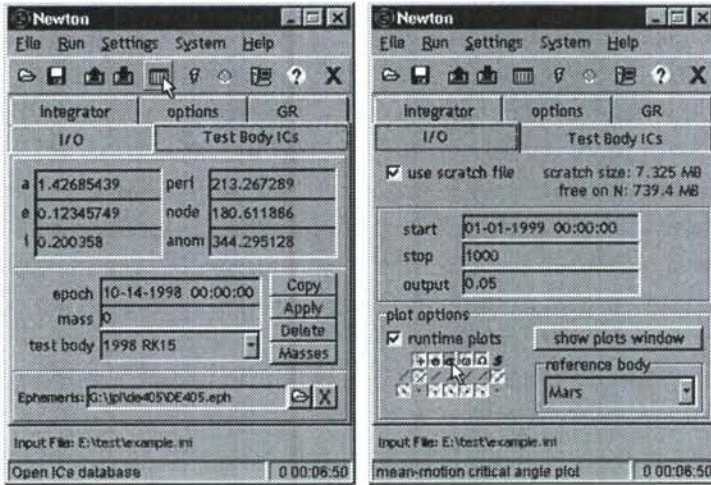 Newton
File Run Settings System Help
integrator options GR
I/O Test Body ICs
a 1.42685439 peri 213.267289
e 0.12345749 node 180.611886
i 0.200358 anom 344.295128
epoch 10-14-1998 00:00:00
mass 0
test body 1998 RK15
Copy
Apply
Delete
Masses
Ephemeris: G:\jpl\de405\DE405.eph
Input File: E:\test\example.ini
Open ICs database 0 00:06:50
Newton
File Run Settings System Help
integrator options GR
I/O Test Body ICs
use scratch file scratch size: 7.325 MB
free on N: 739.4 MB
start 01-01-1999 00:00:00
stop 1000
output 0.05
plot options
runtime plots show plots window
reference body
Mars
Input File: E:\test\example.ini
mean-motion critical angle plot 0 00:06:50